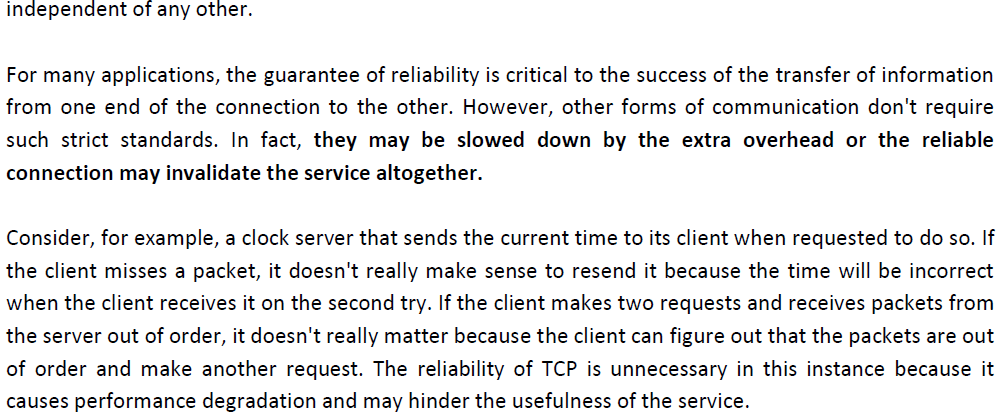 independent of any other.
For many applications, the guarantee of reliability is critical to the success of the transfer of information
from one end of the connection to the other. However, other forms of communication don't require
such strict standards. In fact, they may be slowed down by the extra overhead or the reliable
connection may invalidate the service altogether.
Consider, for example, a clock server that sends the current time to its client when requested to do so. If
the client misses a packet, it doesn't really make sense to resend it because the time will be incorrect
when the client receives it on the second try. If the client makes two requests and receives packets from
the server out of order, it doesn't really matter because the client can figure out that the packets are out
of order and make another request. The reliability of TCP is unnecessary in this instance because it
causes performance degradation and may hinder the usefulness of the service.